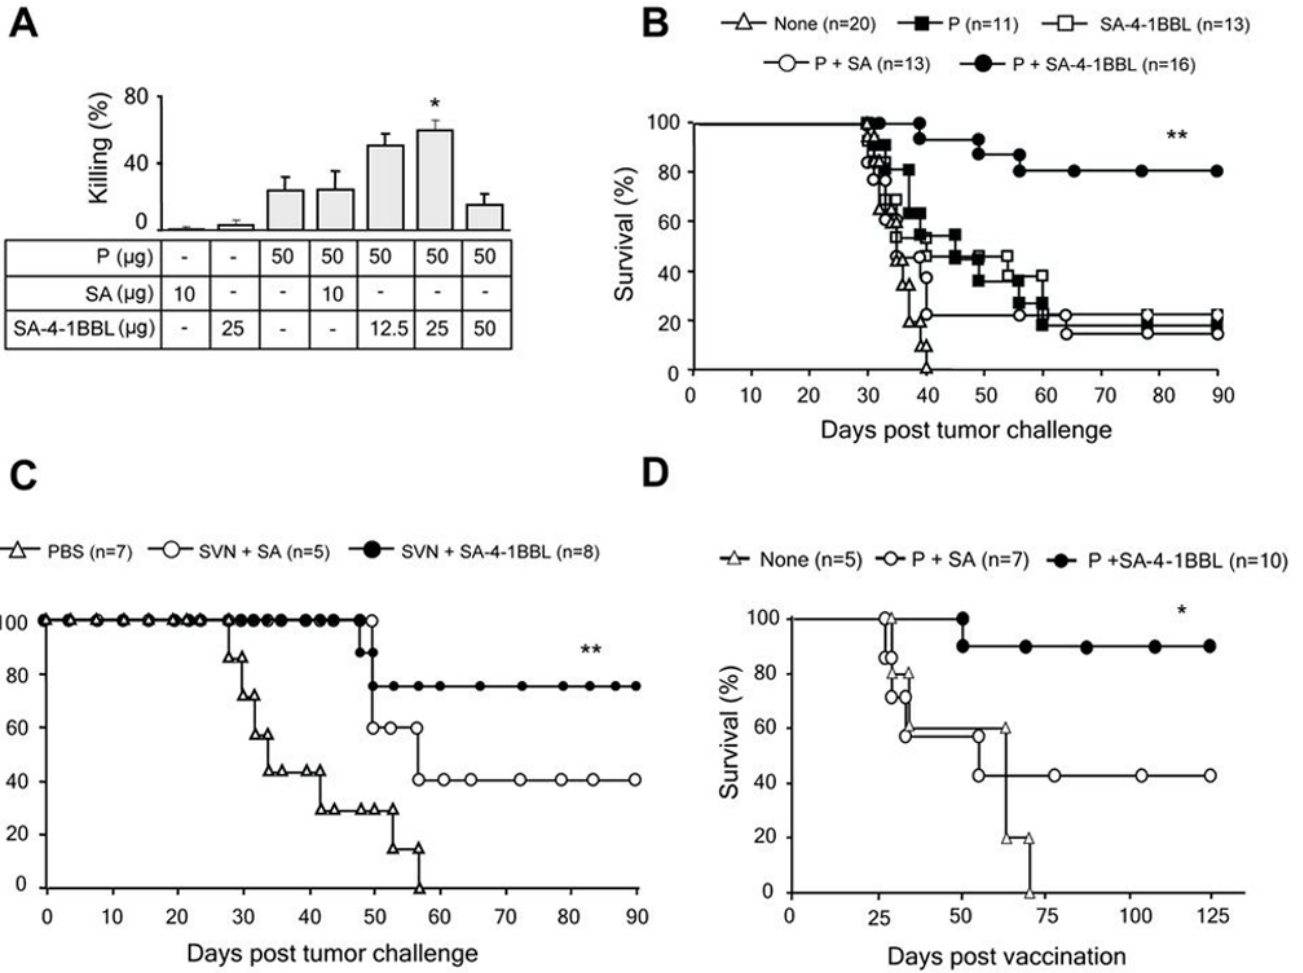 A
80
40
0
Killing (%)
*
P (µg) - - 50 50 50 50 50
SA (µg) 10 - - 10 - - -
SA-4-1BBL (µg) - 25 - - 12.5 25 50
B
None (n=20) P (n=11) SA-4-1BBL (n=13)
P + SA (n=13) P + SA-4-1BBL (n=16)
100
80
60
40
20
0
Survival (%)
**
0 10 20 30 40 50 60 70 80 90
Days post tumor challenge
C
PBS (n=7) SVN + SA (n=5) SVN + SA-4-1BBL (n=8)
100
80
60
40
20
0
**
0 10 20 30 40 50 60 70 80 90
Days post tumor challenge
D
None (n=5) P + SA (n=7) P +SA-4-1BBL (n=10)
100
80
60
40
20
0
Survival (%)
*
0 25 50 75 100 125
Days post vaccination